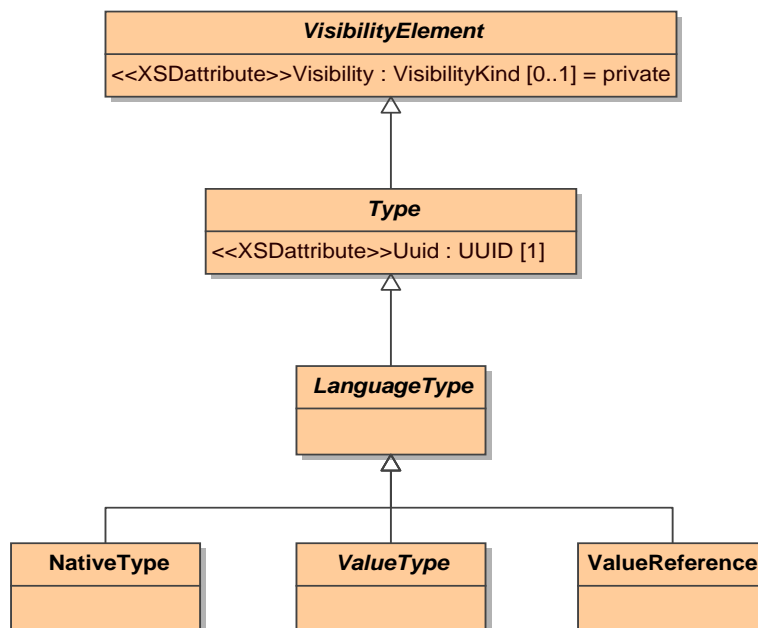 VisibilityElement
<<XSDattribute>>Visibility : VisibilityKind [0..1] = private
Type
<<XSDattribute>>Uuid : UUID [1]
LanguageType
NativeType
ValueType
ValueReference